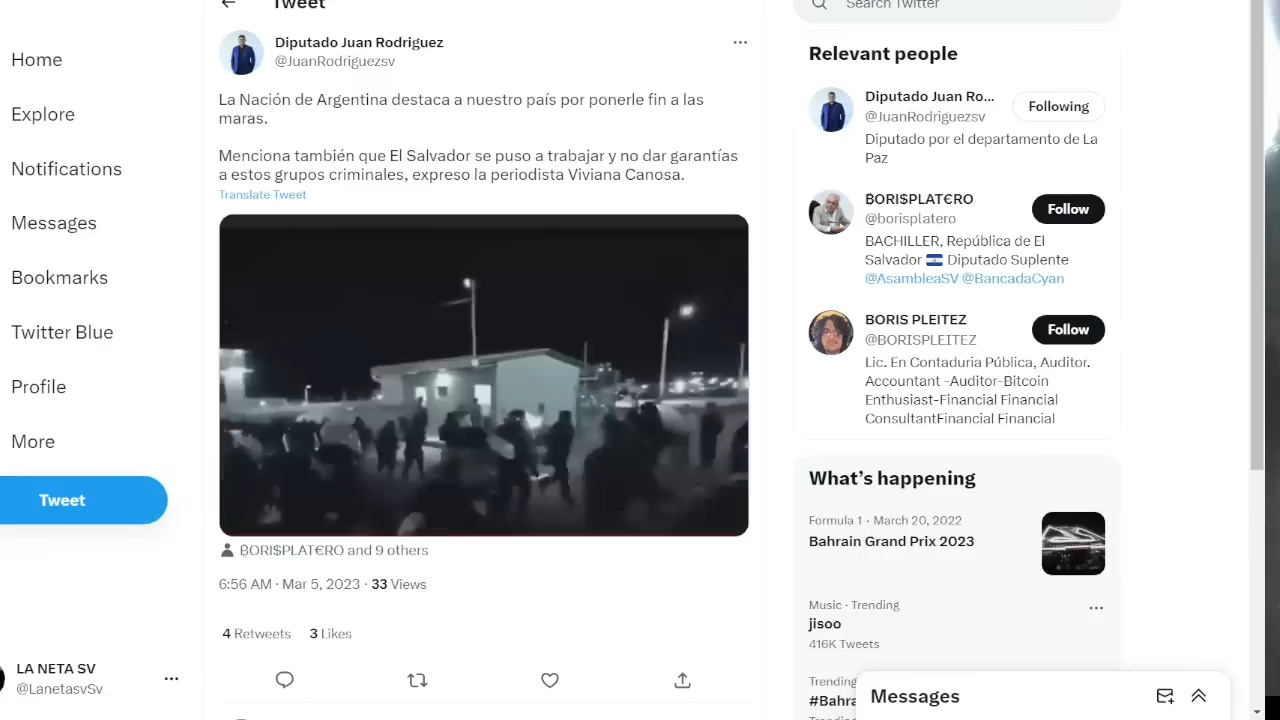 Home
Explore
Notifications
Messages
Bookmarks
Twitter Blue
Profile
More
Tweet
LA NETA SV
@LanetasvSv
Tweet
Diputado Juan Rodriguez
@JuanRodriguezsv
La Nación de Argentina destaca a nuestro país por ponerle fin a las
maras.
Menciona también que El Salvador se puso a trabajar y no dar garantías
a estos grupos criminales, expreso la periodista Viviana Canosa.
Translate Tweet
₿ORI$PLAT€RO and 9 others
6:56 AM · Mar 5, 2023 · 33 Views
4 Retweets 3 Likes
Search Twitter
Relevant people
Diputado Juan Ro...
@JuanRodriguezsv
Following
Diputado por el departamento de La
Paz
₿ORI$PLAT€RO
@borisplatero
Follow
BACHILLER, República de El
Salvador 🇸🇻 Diputado Suplente
@AsambleaSV @BancadaCyan
BORIS PLEITEZ
@BORISPLEITEZ
Follow
Lic. En Contaduria Pública, Auditor.
Accountant -Auditor-Bitcoin
Enthusiast-Financial Financial
ConsultantFinancial Financial
What's happening
Formula 1 · March 20, 2022
Bahrain Grand Prix 2023
Music · Trending
jisoo
416K Tweets
Trending
#Bahra
Messages